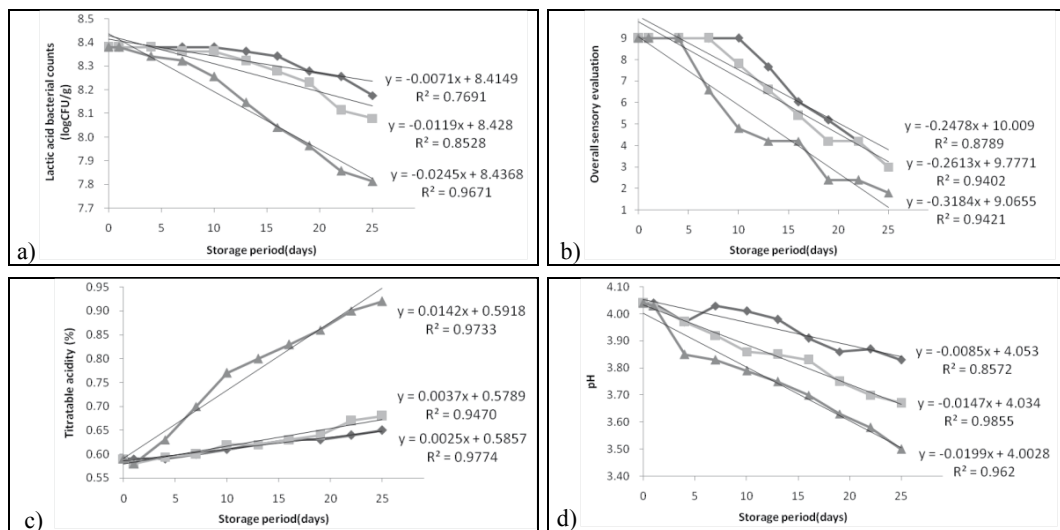 8.5
8.4
8.3
8.2
8.1
8.0
7.9
7.8
7.7
Lactic acid bacterial counts
(logCFU/g)
0 5 10 15 20 25
Storage period(days)
y = -0.0071x + 8.4149
R² = 0.7691
y = -0.0119x + 8.428
R² = 0.8528
y = -0.0245x + 8.4368
R² = 0.9671
a)
10
9
8
7
6
5
4
3
2
1
Overall sensory evaluation
0 5 10 15 20 25
Storage period(days)
y = -0.2478x + 10.009
R² = 0.8789
y = -0.2613x + 9.7771
R² = 0.9402
y = -0.3184x + 9.0655
R² = 0.9421
b)
0.95
0.90
0.85
0.80
0.75
0.70
0.65
0.60
0.55
Titratable acidity (%)
0 5 10 15 20 25
Storage period(days)
y = 0.0142x + 0.5918
R² = 0.9733
y = 0.0037x + 0.5789
R² = 0.9470
y = 0.0025x + 0.5857
R² = 0.9774
c)
4.10
4.00
3.90
3.80
3.70
3.60
3.50
3.40
pH
0 5 10 15 20 25
Storage period(days)
y = -0.0085x + 4.053
R² = 0.8572
y = -0.0147x + 4.034
R² = 0.9855
y = -0.0199x + 4.0028
R² = 0.962
d)